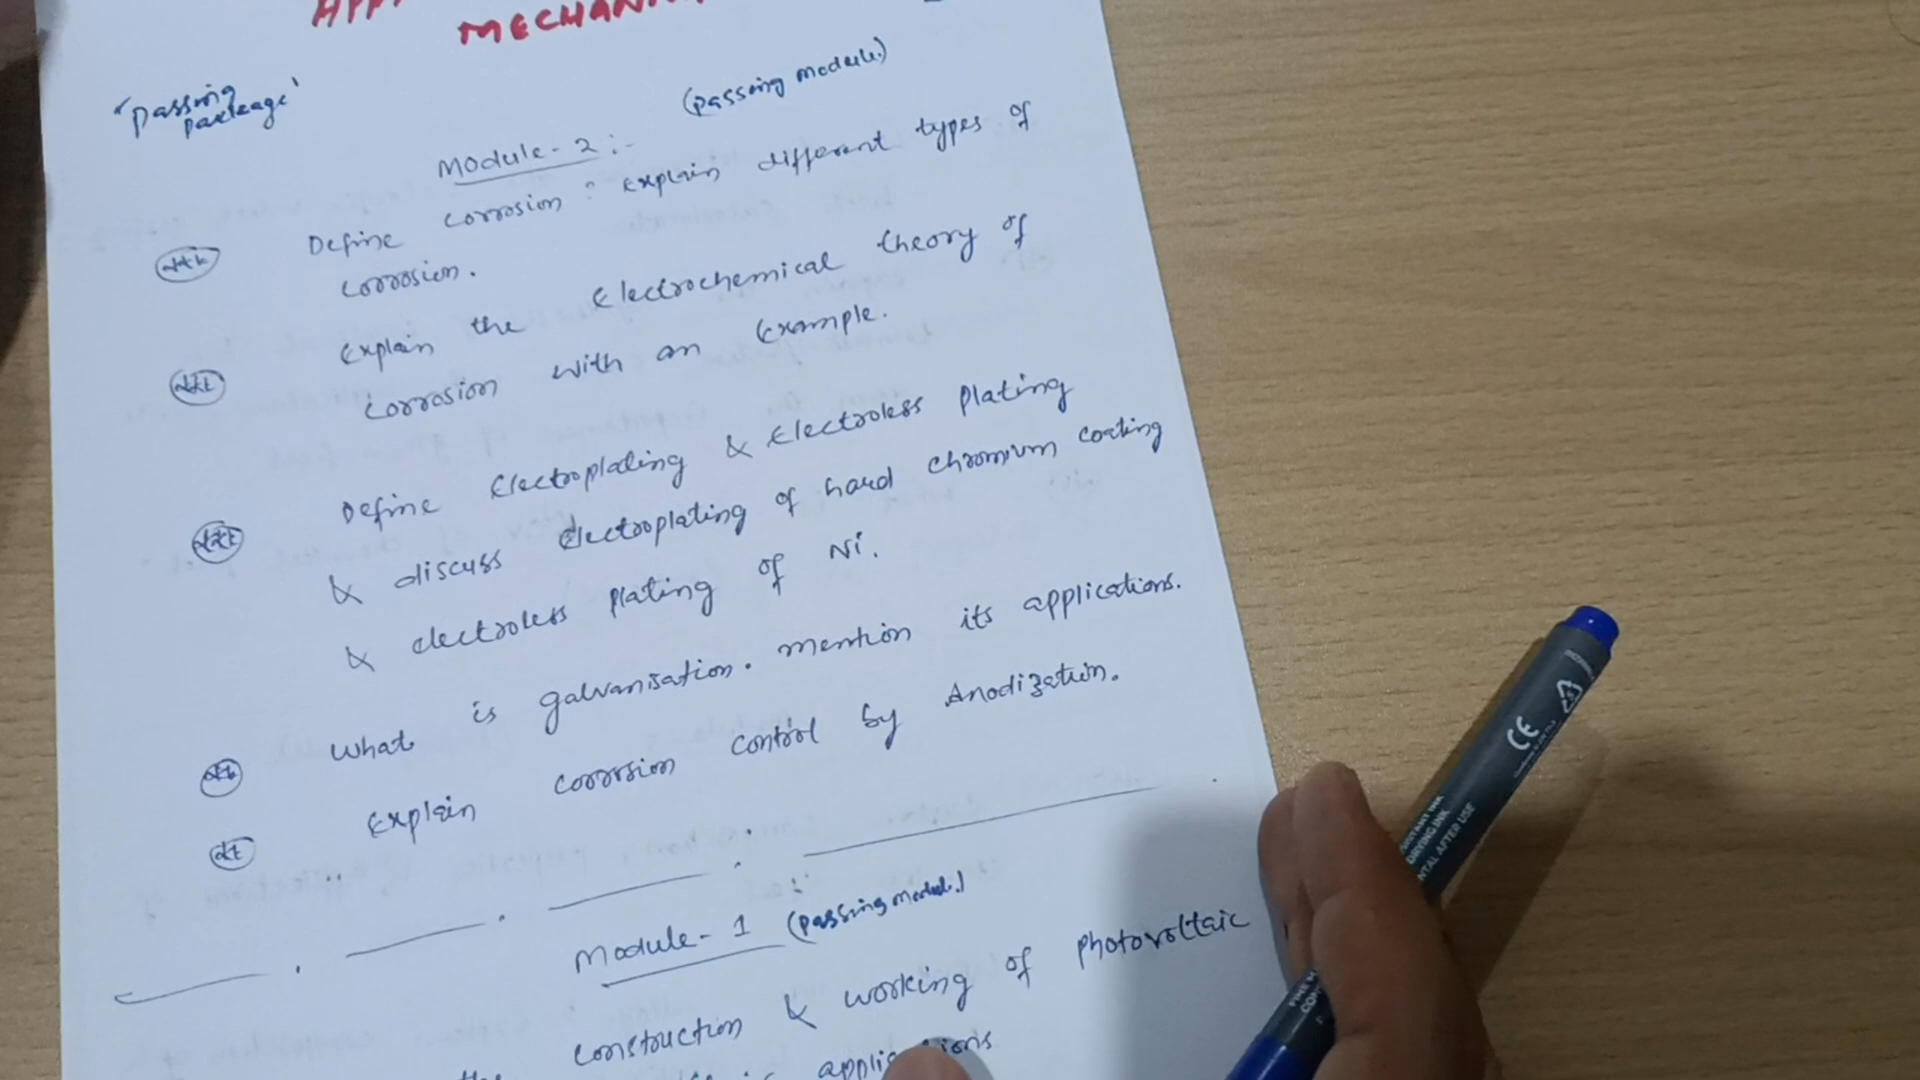 MECHAN
'passing
package'
(passing module.)
Module - 2 :-
Define corrosion : explain different types of
corrosion.
Explain the Electrochemical theory of
corrosion with an Example.
Define Electroplating & Electroless plating
& discuss Electroplating of hard chromium coating
& electroless plating of Ni.
What is galvanisation. mention its applications.
Explain corrosion control by Anodization.
Module - 1 (passing module.)
construction & working of photovoltaic
CE